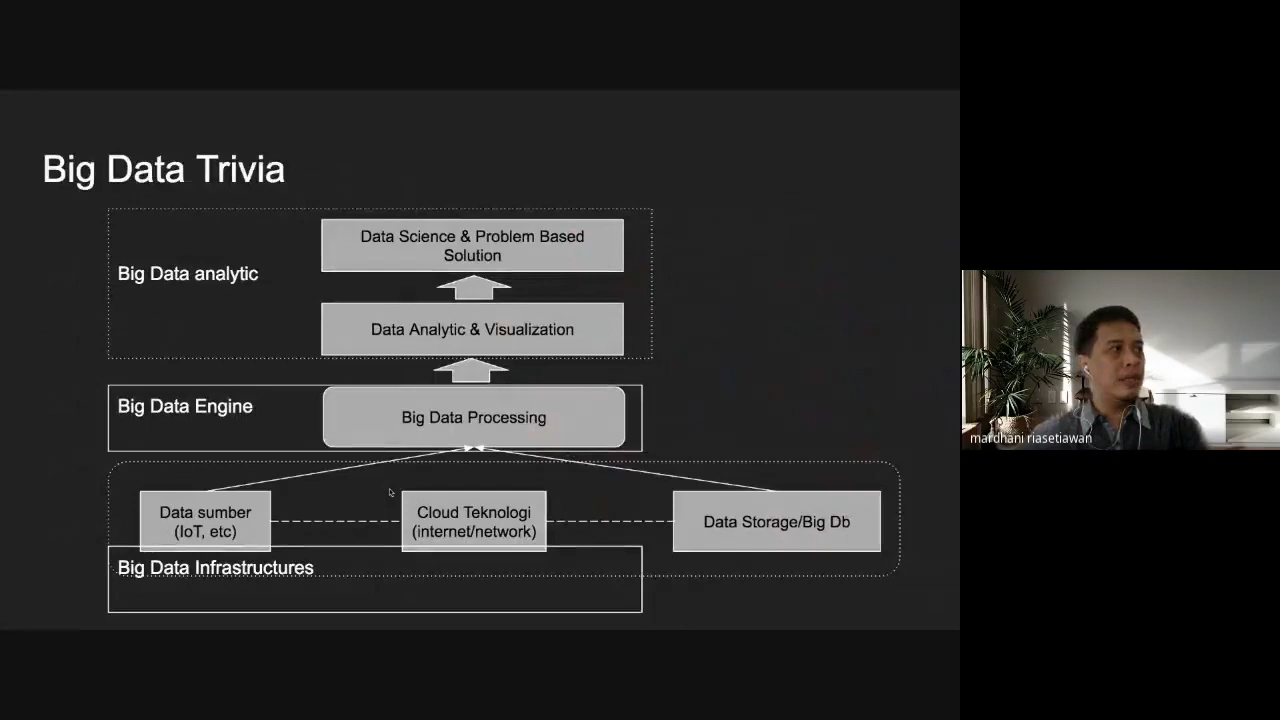 Big Data Trivia
Data Science & Problem Based
Solution
Big Data analytic
Data Analytic & Visualization
Big Data Engine
Big Data Processing
Data sumber
(IoT, etc)
Cloud Teknologi
(internet/network)
Data Storage/Big Db
Big Data Infrastructures
mardhani riasetiawan